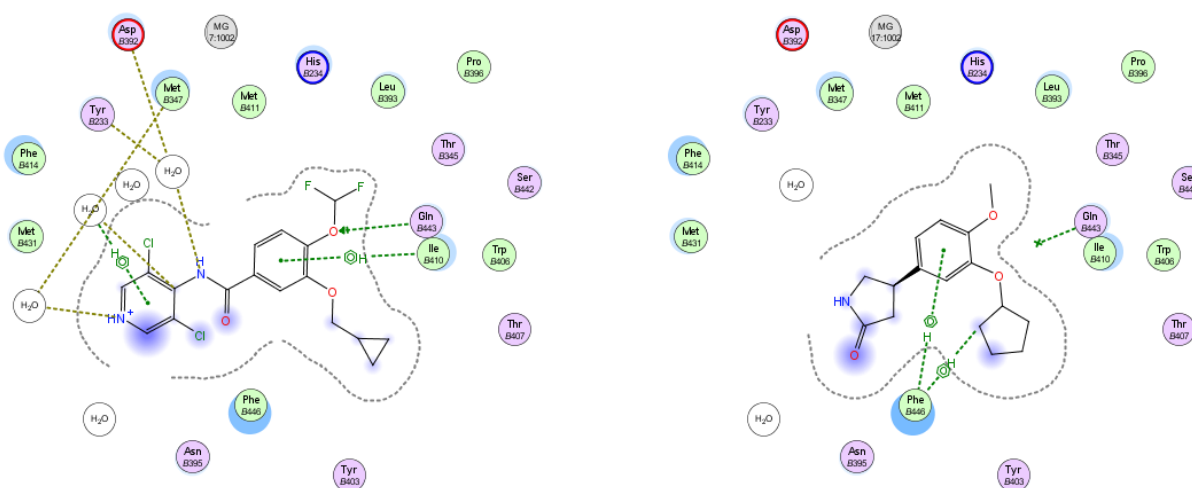 Asp
B392
MG
7:1002
His
B234
Pro
B396
Met
B347
Met
B411
Leu
B393
Tyr
B233
Thr
B345
Phe
B414
H₂O
H₂O
H₂O
Ser
B442
F F
Gln
B443
O
Met
B431
H
Cl
H
N
H
Ile
B410
Trp
B406
H₂O
HN+
O
O
Cl
Thr
B407
Phe
B446
H₂O
Asn
B395
Tyr
B403
Asp
B392
MG
17:1002
His
B234
Pro
B396
Met
B347
Met
B411
Leu
B393
Tyr
B233
Thr
B345
Phe
B414
H₂O
Se
B44
O
Gln
B443
Met
B431
Ile
B410
Trp
B406
O
HN
O
Thr
B407
H
H
Phe
B446
H₂O
Asn
B395
Tyr
B403